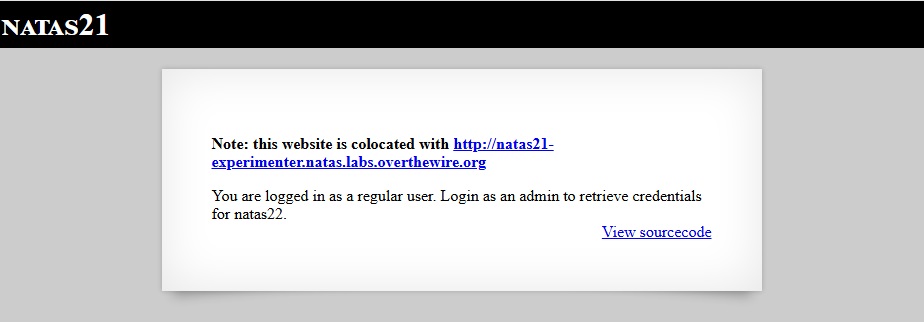 NATAS21
Note: this website is colocated with http://natas21-
experimenter.natas.labs.overthewire.org
You are logged in as a regular user. Login as an admin to retrieve credentials
for natas22.
View sourcecode